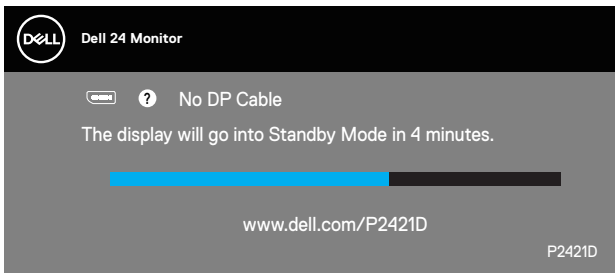 DELL
Dell 24 Monitor
? No DP Cable
The display will go into Standby Mode in 4 minutes.
www.dell.com/P2421D
P2421D